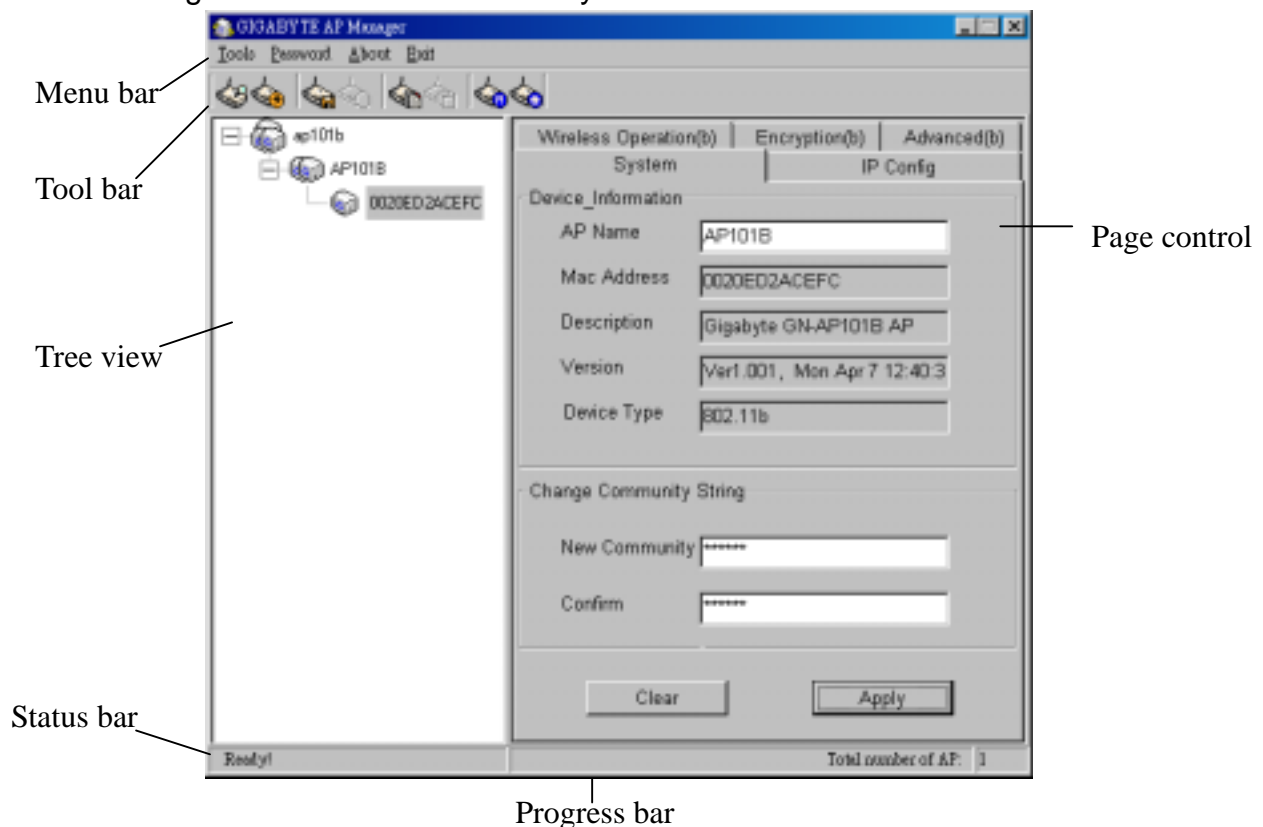 GIGABYTE AP Manager
Tools Password About Exit
Menu bar
Tool bar
Tree view
Status bar
Progress bar
Page control
ap101b
AP101B
0020ED2ACEFC
Wireless Operation(b) Encryption(b) Advanced(b)
System IP Config
Device_Information
AP Name AP101B
Mac Address 0020ED2ACEFC
Description Gigabyte GN-AP101B AP
Version Ver1.001, Mon Apr 7 12:40:3
Device Type 802.11b
Change Community String
New Community ******
Confirm ******
Clear Apply
Ready! Total number of AP: 1